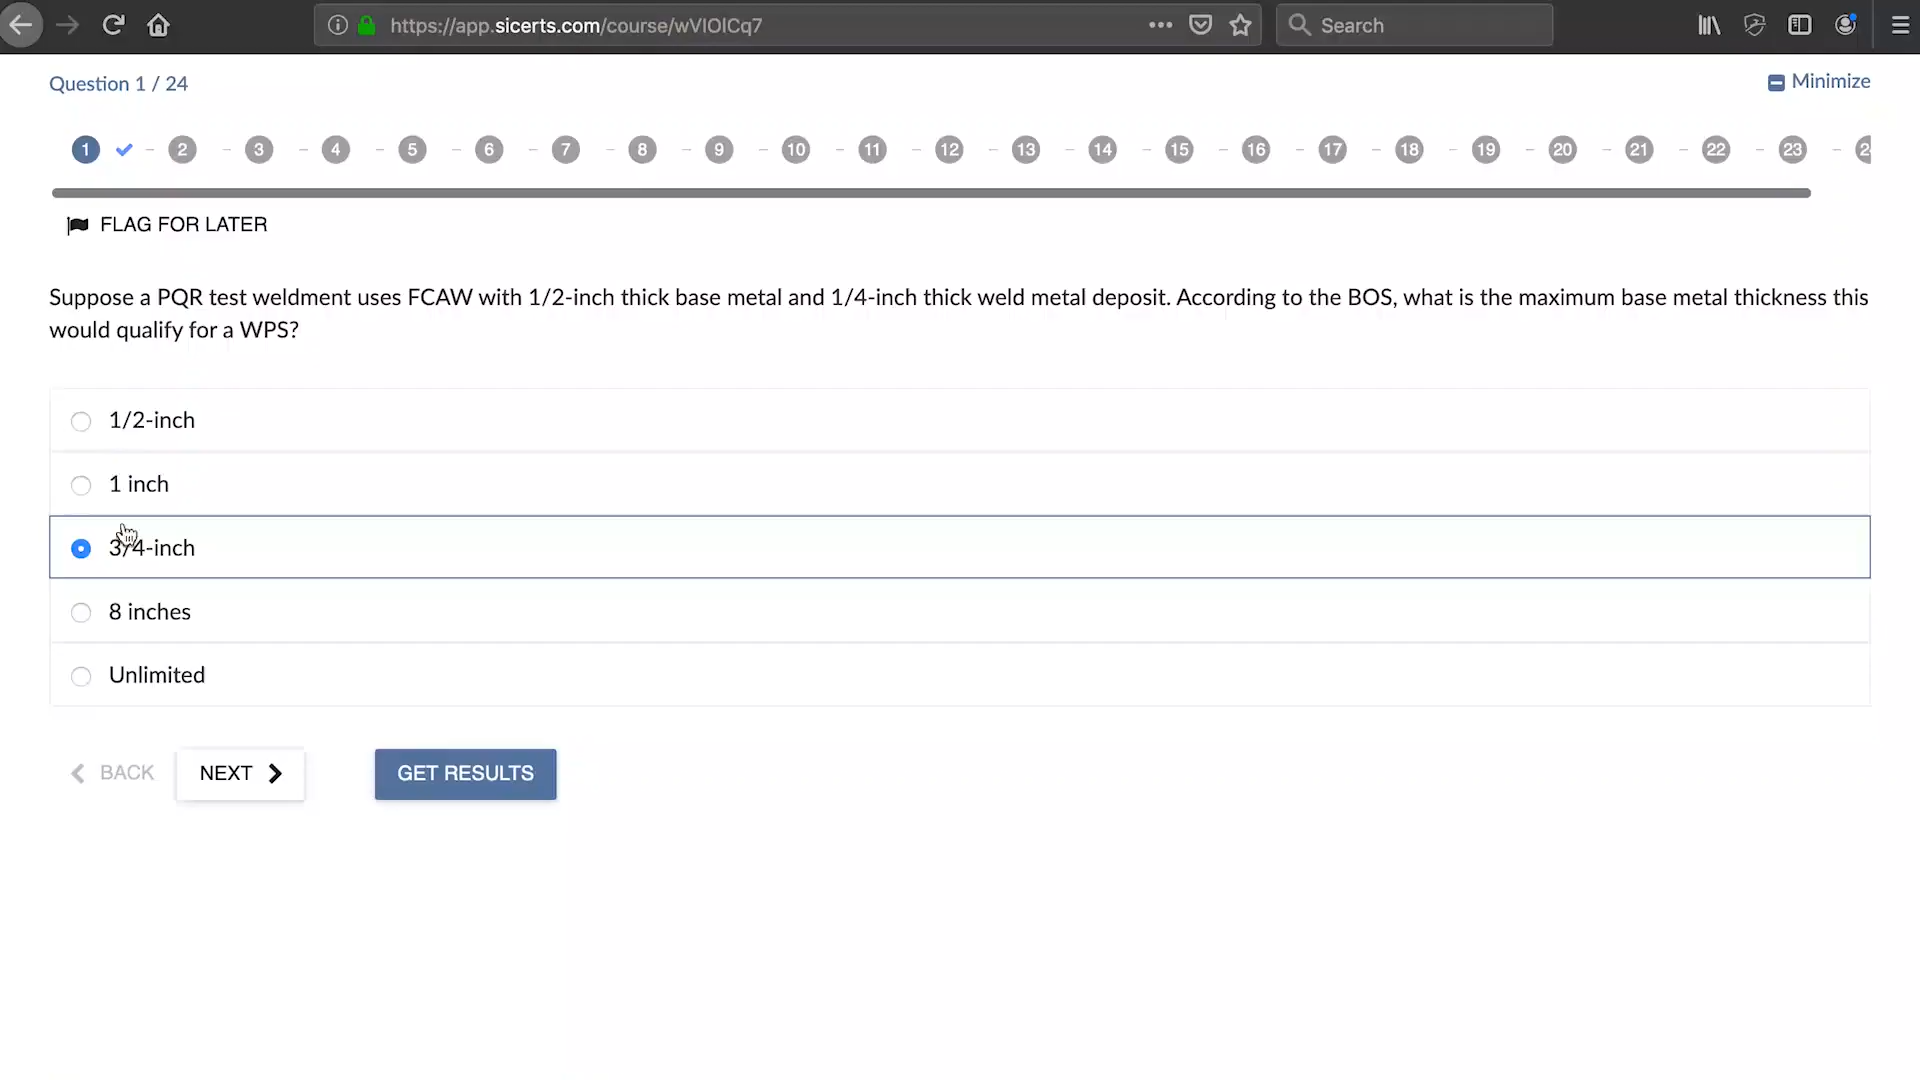 https://app.sicerts.com/course/wVIOlCq7
Search
Question 1 / 24
Minimize
1 2 3 4 5 6 7 8 9 10 11 12 13 14 15 16 17 18 19 20 21 22 23
FLAG FOR LATER
Suppose a PQR test weldment uses FCAW with 1/2-inch thick base metal and 1/4-inch thick weld metal deposit. According to the BOS, what is the maximum base metal thickness this
would qualify for a WPS?
1/2-inch
1 inch
3/4-inch
8 inches
Unlimited
BACK
NEXT
GET RESULTS